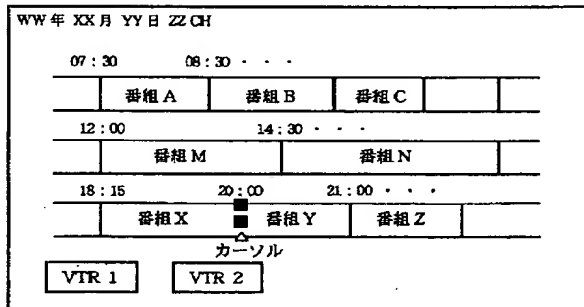 WW年 XX月 YY日 ZZ CH
07:30 08:30 ・ ・ ・
番組A 番組B 番組C
12:00 14:30 ・ ・ ・
番組M 番組N
18:15 20:00 21:00 ・ ・ ・
番組X 番組Y 番組Z
カーソル
VTR 1 VTR 2